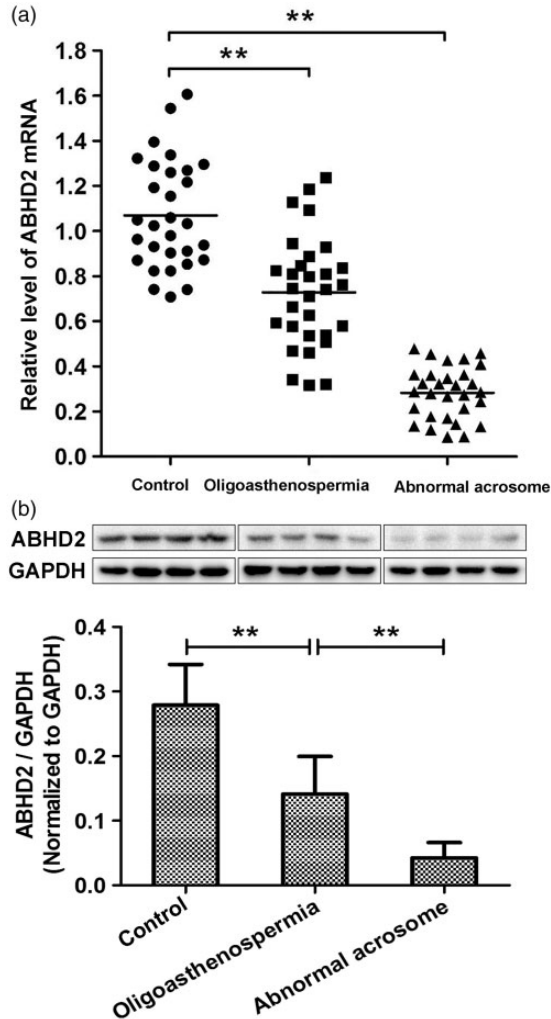 (a)
**
**
Relative level of ABHD2 mRNA
1.8
1.6
1.4
1.2
1.0
0.8
0.6
0.4
0.2
0.0
Control Oligoasthenospermia Abnormal acrosome
(b)
ABHD2
GAPDH
ABHD2 / GAPDH
(Normalized to GAPDH)
0.4
0.3
0.2
0.1
0.0
** **
Control
Oligoasthenospermia
Abnormal acrosome